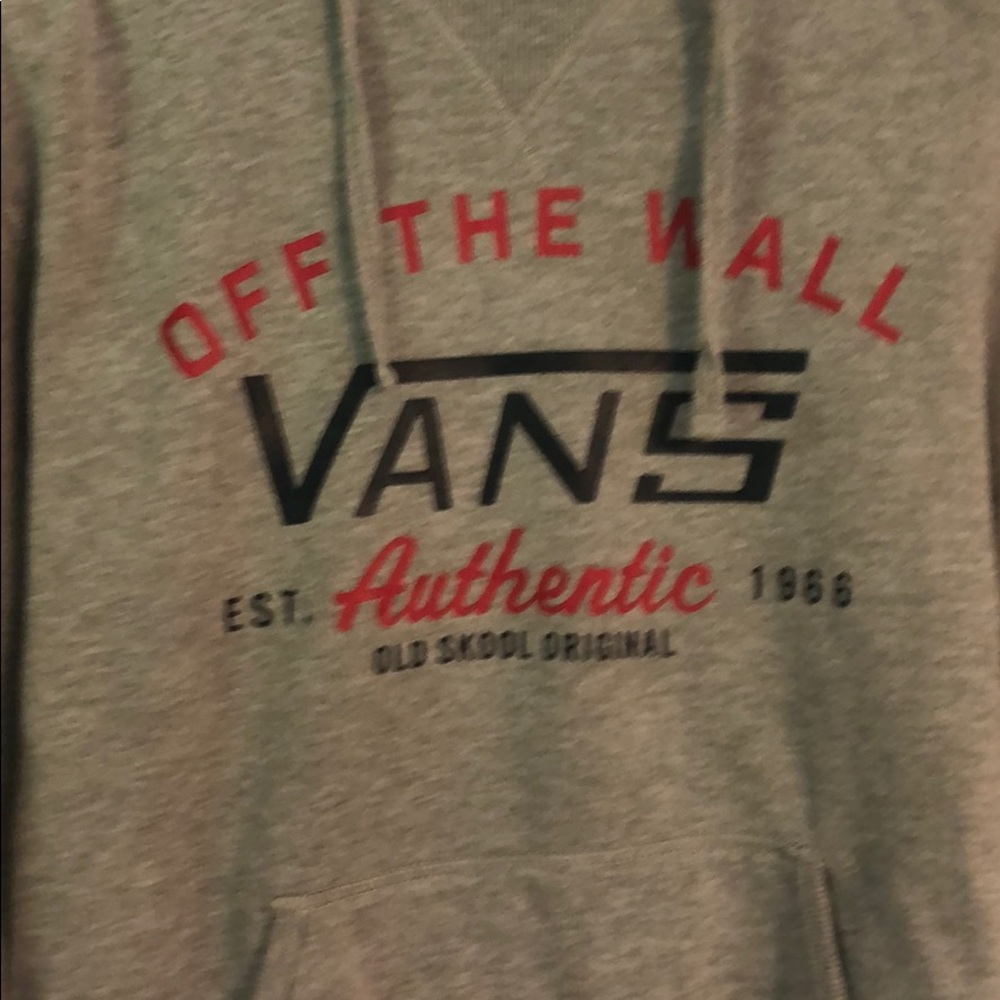 OFF THE WALL
VANS
EST. Authentic 1966
OLD SKOOL ORIGINAL